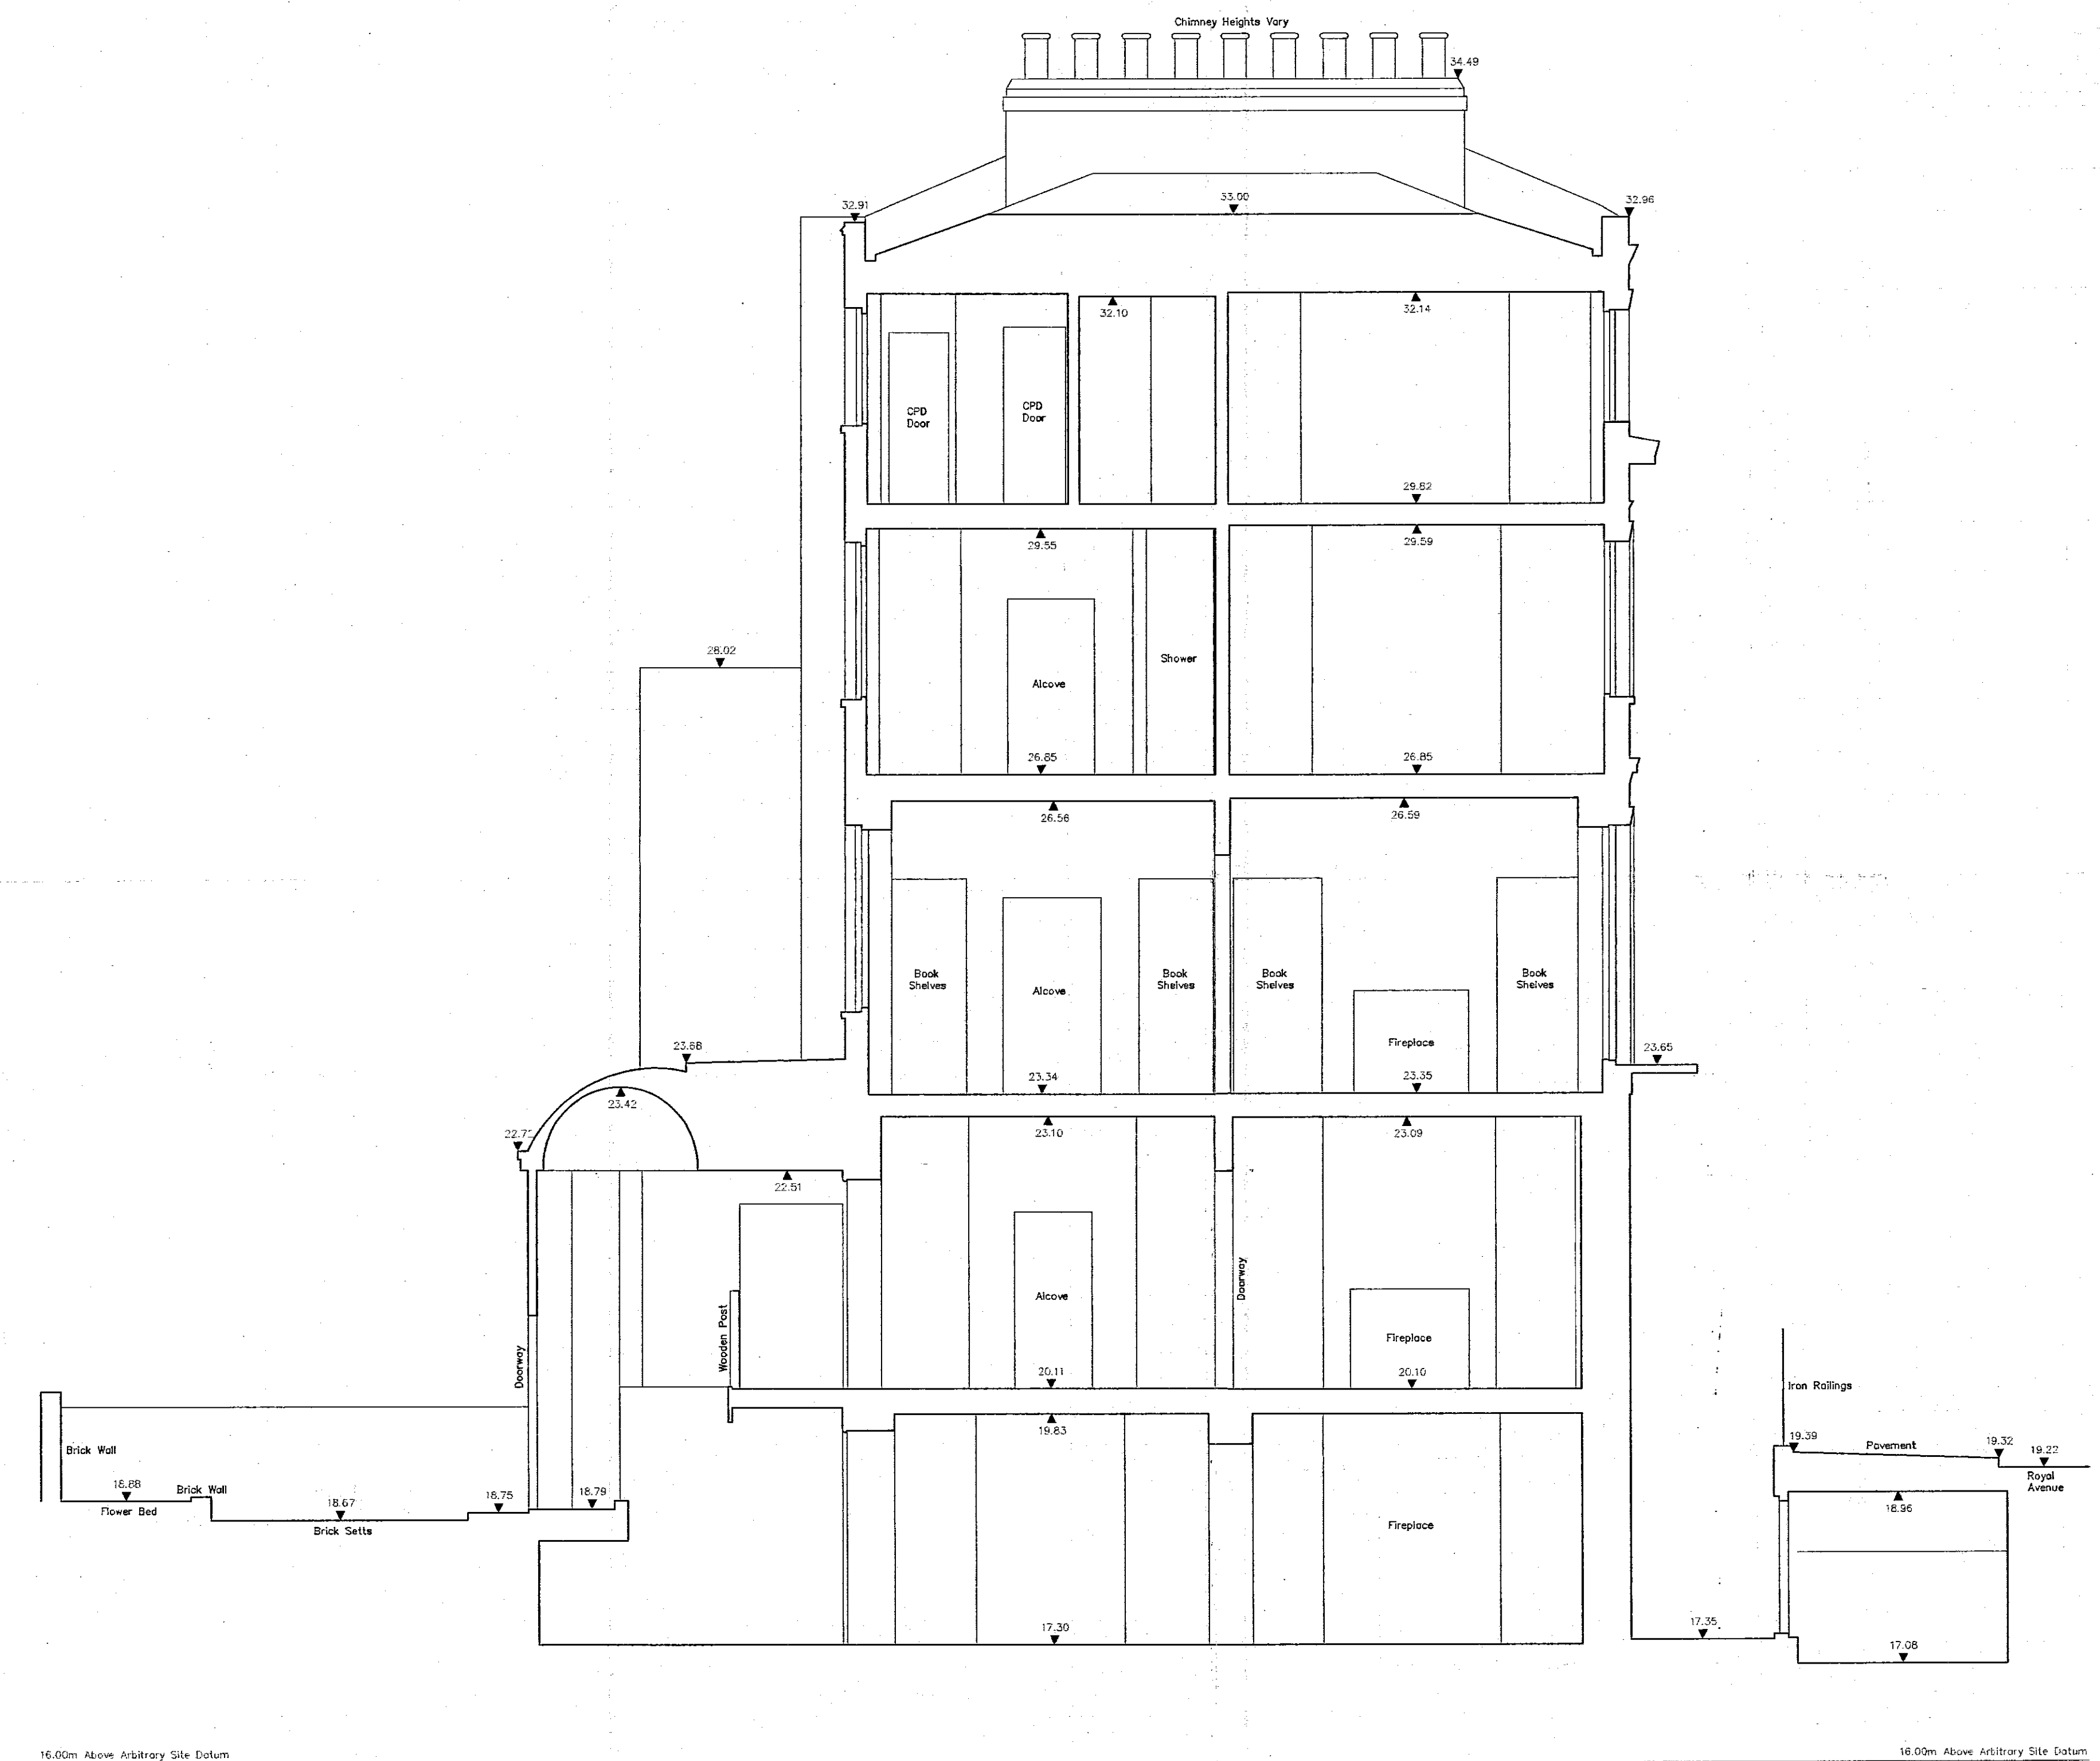 Chimney Heights Vary
34.49
32.91
33.00
32.96
32.10
32.14
CPD
Door
CPD
Door
29.82
29.55
29.59
28.02
Shower
Alcove
26.85
26.85
26.56
26.59
Book
Shelves
Alcove
Book
Shelves
Book
Shelves
Book
Shelves
Fireplace
23.68
23.65
23.34
23.35
23.42
23.10
23.09
22.51
Doorway
Alcove
Wooden Post
Fireplace
Doorway
20.11
20.10
Iron Railings
19.83
19.39
Pavement
19.32
19.22
Brick Wall
Royal
Avenue
18.88
Brick Wall
18.79
18.75
18.67
Flower Bed
Brick Setts
18.96
Fireplace
17.30
17.35
17.08
16.00m Above Arbitrary Site Datum
16.00m Above Arbitrary Site Datum